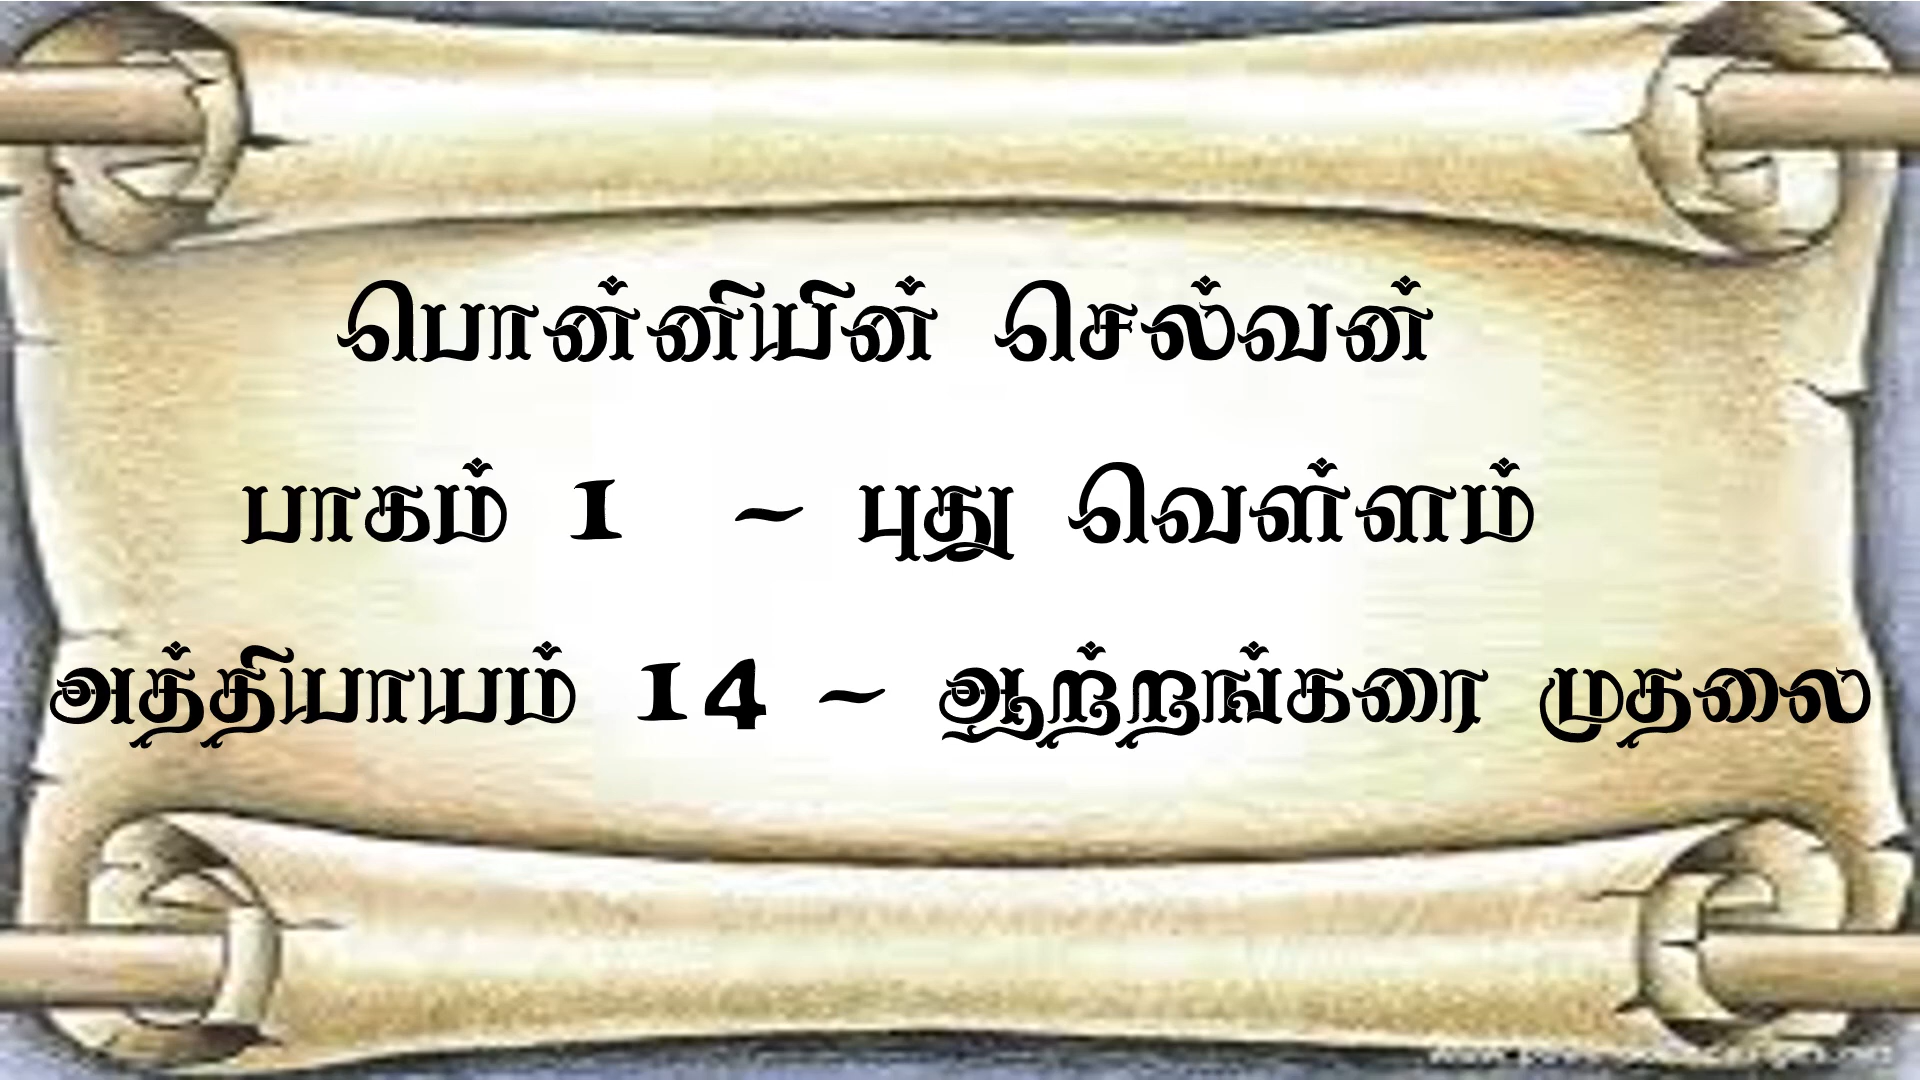 பொன்னியின் செல்வன்
பாகம் 1 ~ புது வெள்ளம்
அத்தியாயம் 14 ~ ஆற்றங்கரை முதலை